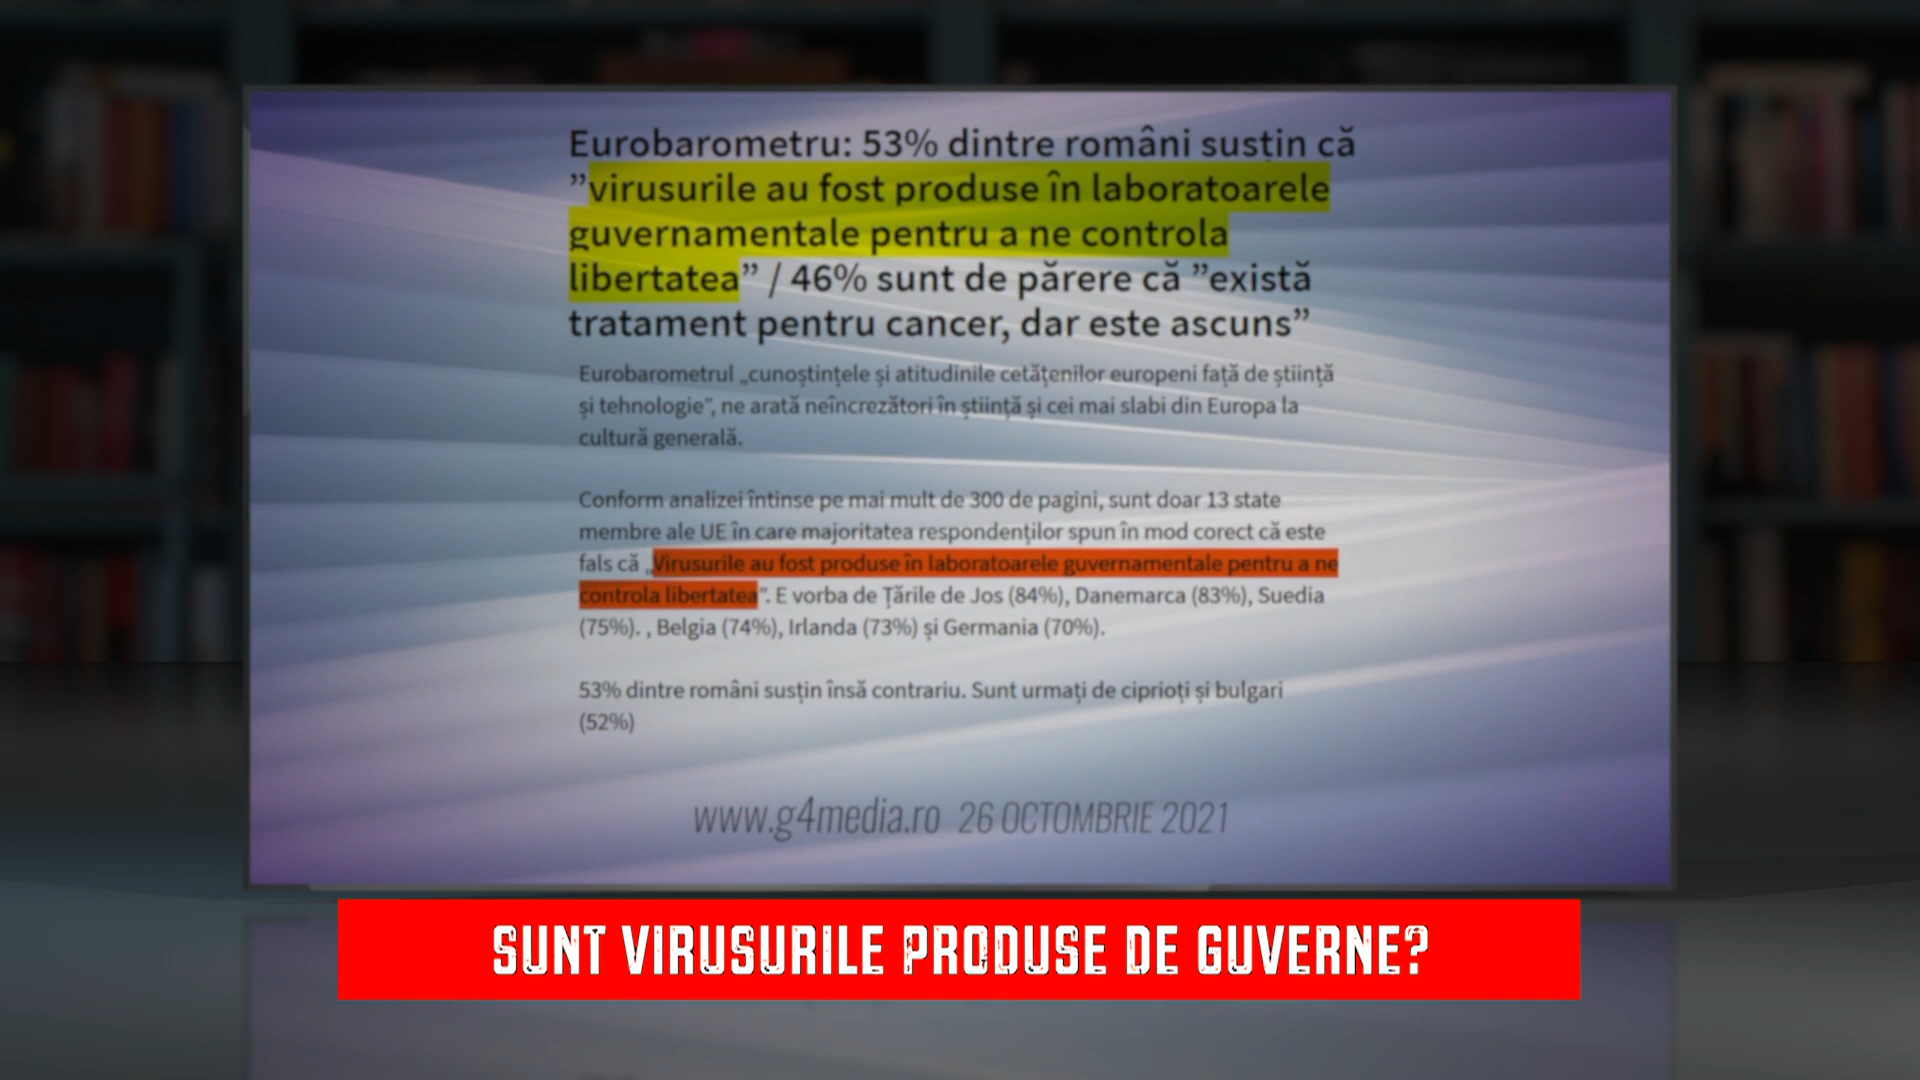 Eurobarometru: 53% dintre români susțin că
”virusurile au fost produse în laboratoarele
guvernamentale pentru a ne controla
libertatea” / 46% sunt de părere că ”există
tratament pentru cancer, dar este ascuns”
Eurobarometrul „cunoștințele și atitudinile cetățenilor europeni față de știință
și tehnologie”, ne arată neîncrezători în știință și cei mai slabi din Europa la
cultură generală.
Conform analizei întinse pe mai mult de 300 de pagini, sunt doar 13 state
membre ale UE în care majoritatea respondenților spun în mod corect că este
fals că „Virusurile au fost produse în laboratoarele guvernamentale pentru a ne
controla libertatea”. E vorba de Țările de Jos (84%), Danemarca (83%), Suedia
(75%). , Belgia (74%), Irlanda (73%) și Germania (70%).
53% dintre români susțin însă contrariu. Sunt urmați de ciprioți și bulgari
(52%)
www.g4media.ro 26 OCTOMBRIE 2021
SUNT VIRUSURILE PRODUSE DE GUVERNE?